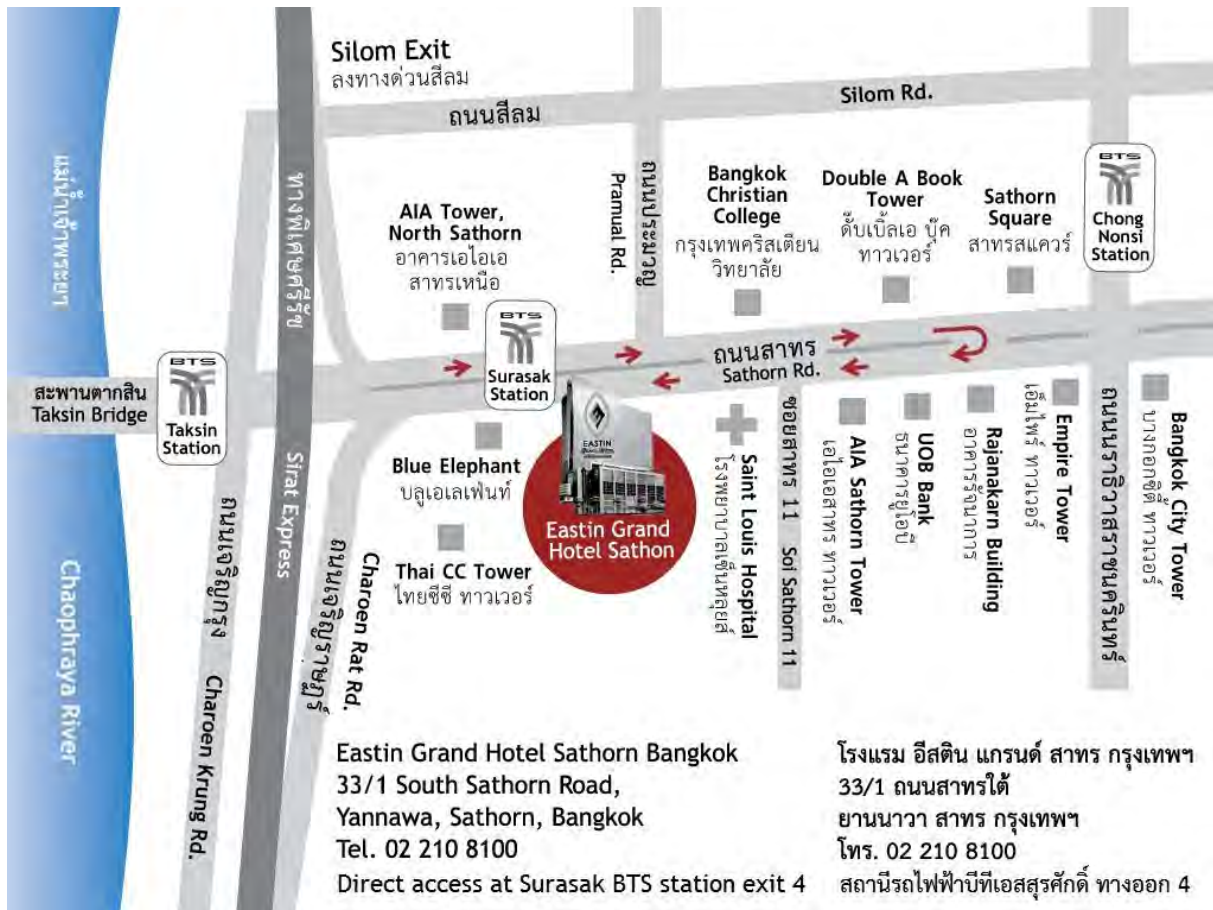 Silom Exit
ลงทางด่วนสีลม
ถนนสีลม
Silom Rd.
แม่น้ำเจ้าพระยา
Chaophraya River
ทางพิเศษศรีรัช
Sirat Express
AIA Tower,
North Sathorn
อาคารเอไอเอ
สาทรเหนือ
Pramual Rd.
ถนนประมวญ
Bangkok
Christian
College
กรุงเทพคริสเตียน
วิทยาลัย
Double A Book
Tower
ดั๊บเบิ้ลเอ บุ๊ค
ทาวเวอร์
Sathorn
Square
สาทรสแควร์
BTS
Chong
Nonsi
Station
BTS
Surasak
Station
ถนนสาทร
Sathorn Rd.
สะพานตากสิน
Taksin Bridge
BTS
Taksin
Station
Blue Elephant
บลูเอเลเฟ่นท์
Thai CC Tower
ไทยซีซี ทาวเวอร์
EASTIN
Eastin Grand
Hotel Sathon
Saint Louis Hospital
โรงพยาบาลเซ็นหลุยส์
ซอยสาทร 11 Soi Sathorn 11
AIA Sathorn Tower
เอไอเอสาทร ทาวเวอร์
UOB Bank
ธนาคารยูโอบี
Rajanakarn Building
อาคารรัจนาการ
Empire Tower
เอ็มไพร์ ทาวเวอร์
ถนนนราธิวาสราชนครินทร์
Bangkok City Tower
บางกอกซิตี้ ทาวเวอร์
ถนนเจริญกรุง
Charoen Krung Rd.
ถนนเจริญราษฎร์
Charoen Rat Rd.
Eastin Grand Hotel Sathorn Bangkok
33/1 South Sathorn Road,
Yannawa, Sathorn, Bangkok
Tel. 02 210 8100
Direct access at Surasak BTS station exit 4
โรงแรม อีสติน แกรนด์ สาทร กรุงเทพฯ
33/1 ถนนสาทรใต้
ยานนาวา สาทร กรุงเทพฯ
โทร. 02 210 8100
สถานีรถไฟฟ้าบีทีเอสสุรศักดิ์ ทางออก 4